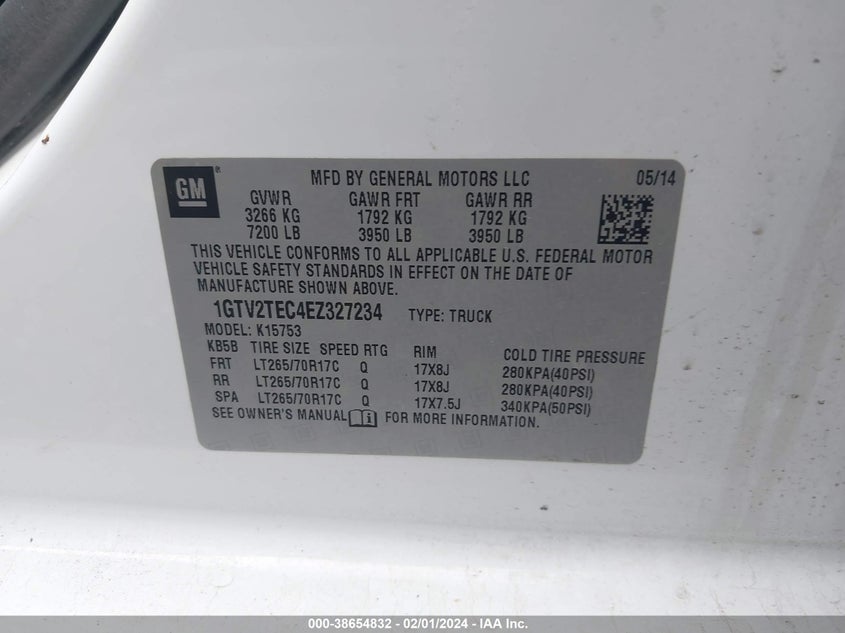 GM ®
MFD BY GENERAL MOTORS LLC 05/14
GVWR GAWR FRT GAWR RR
3266 KG 1792 KG 1792 KG
7200 LB 3950 LB 3950 LB
THIS VEHICLE CONFORMS TO ALL APPLICABLE U.S. FEDERAL MOTOR
VEHICLE SAFETY STANDARDS IN EFFECT ON THE DATE OF
MANUFACTURE SHOWN ABOVE.
1GTV2TEC4EZ327234 TYPE: TRUCK
MODEL: K15753
KB5B TIRE SIZE SPEED RTG RIM COLD TIRE PRESSURE
FRT LT265/70R17C Q 17X8J 280KPA(40PSI)
RR LT265/70R17C Q 17X8J 280KPA(40PSI)
SPA LT265/70R17C Q 17X7.5J 340KPA(50PSI)
SEE OWNER'S MANUAL i FOR MORE INFORMATION.
000-38654832 - 02/01/2024 - IAA Inc.